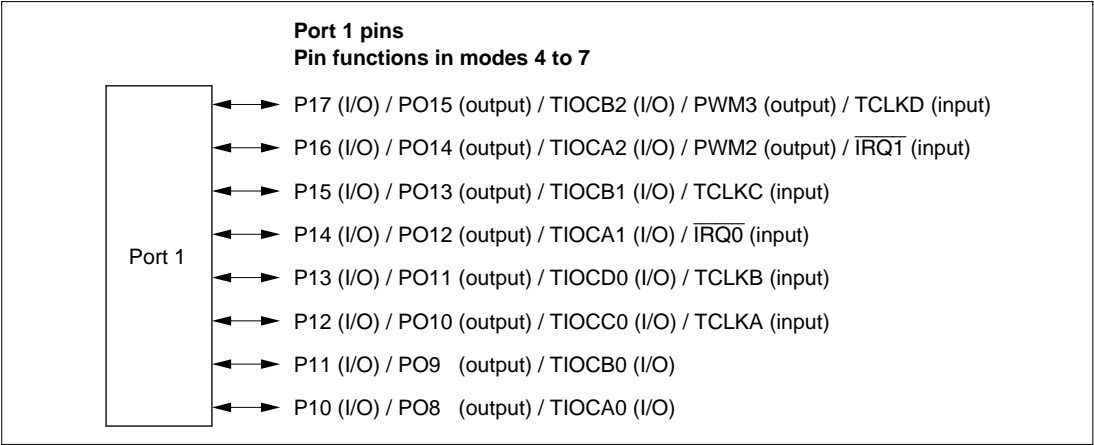 Port 1 pins
Pin functions in modes 4 to 7
P17 (I/O) / PO15 (output) / TIOCB2 (I/O) / PWM3 (output) / TCLKD (input)
P16 (I/O) / PO14 (output) / TIOCA2 (I/O) / PWM2 (output) / I̅R̅Q̅1̅ (input)
P15 (I/O) / PO13 (output) / TIOCB1 (I/O) / TCLKC (input)
P14 (I/O) / PO12 (output) / TIOCA1 (I/O) / I̅R̅Q̅0̅ (input)
Port 1
P13 (I/O) / PO11 (output) / TIOCD0 (I/O) / TCLKB (input)
P12 (I/O) / PO10 (output) / TIOCC0 (I/O) / TCLKA (input)
P11 (I/O) / PO9 (output) / TIOCB0 (I/O)
P10 (I/O) / PO8 (output) / TIOCA0 (I/O)